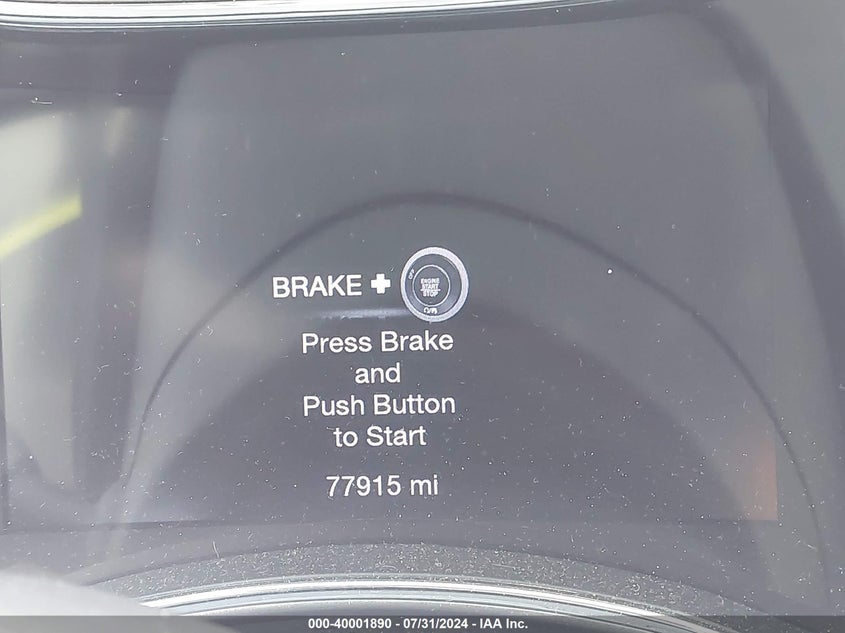 BRAKE +
OFF
ENGINE
START
STOP
Press Brake
and
Push Button
to Start
77915 mi
000-40001890 - 07/31/2024 - IAA Inc.